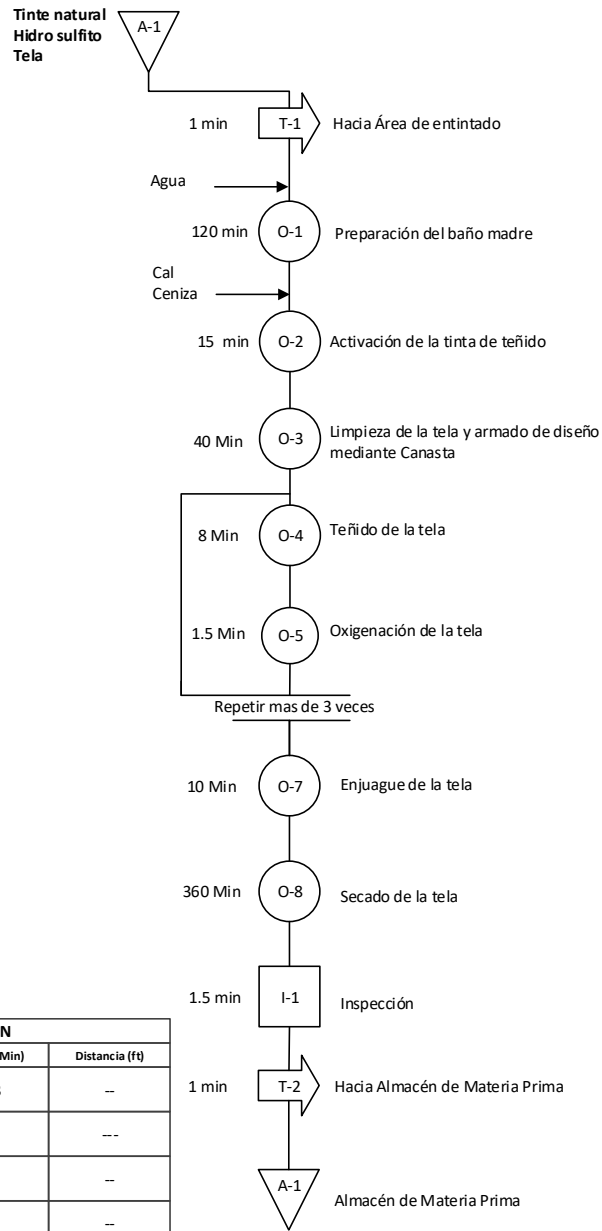 Tinte natural
Hidro sulfito
Tela
A-1
1 min
T-1
Hacia Área de entintado
Agua
120 min
O-1
Preparación del baño madre
Cal
Ceniza
15 min
O-2
Activación de la tinta de teñido
40 Min
O-3
Limpieza de la tela y armado de diseño
mediante Canasta
8 Min
O-4
Teñido de la tela
1.5 Min
O-5
Oxigenación de la tela
Repetir mas de 3 veces
10 Min
O-7
Enjuague de la tela
360 Min
O-8
Secado de la tela
1.5 min
I-1
Inspección
1 min
T-2
Hacia Almacén de Materia Prima
A-1
Almacén de Materia Prima
N
Min)
Distancia (ft)
--
---
--
--